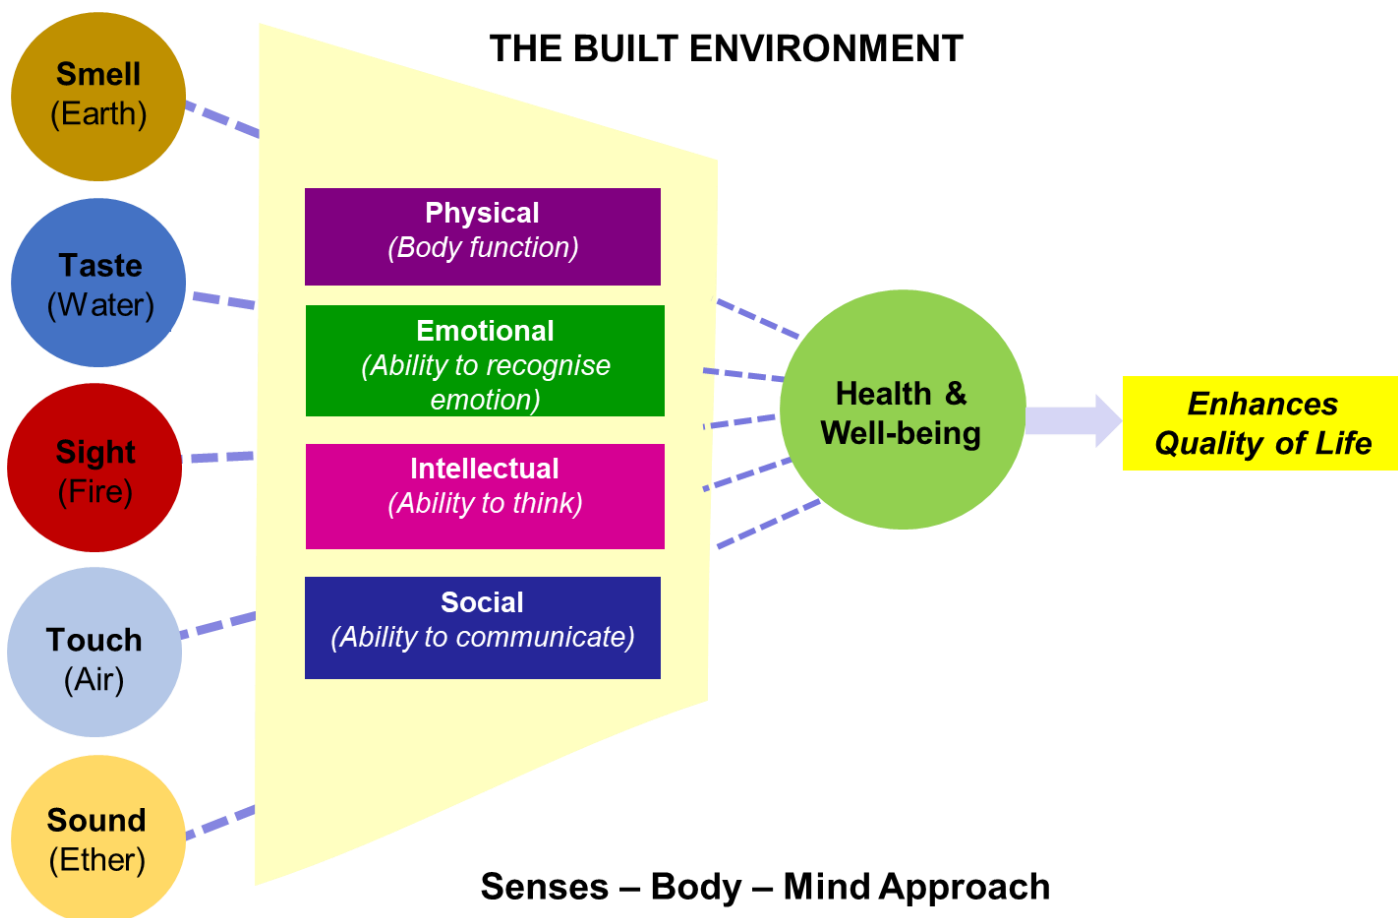 THE BUILT ENVIRONMENT
Smell
(Earth)
Taste
(Water)
Sight
(Fire)
Touch
(Air)
Sound
(Ether)
Physical
(Body function)
Emotional
(Ability to recognise
emotion)
Intellectual
(Ability to think)
Social
(Ability to communicate)
Health &
Well-being
Enhances
Quality of Life
Senses – Body – Mind Approach